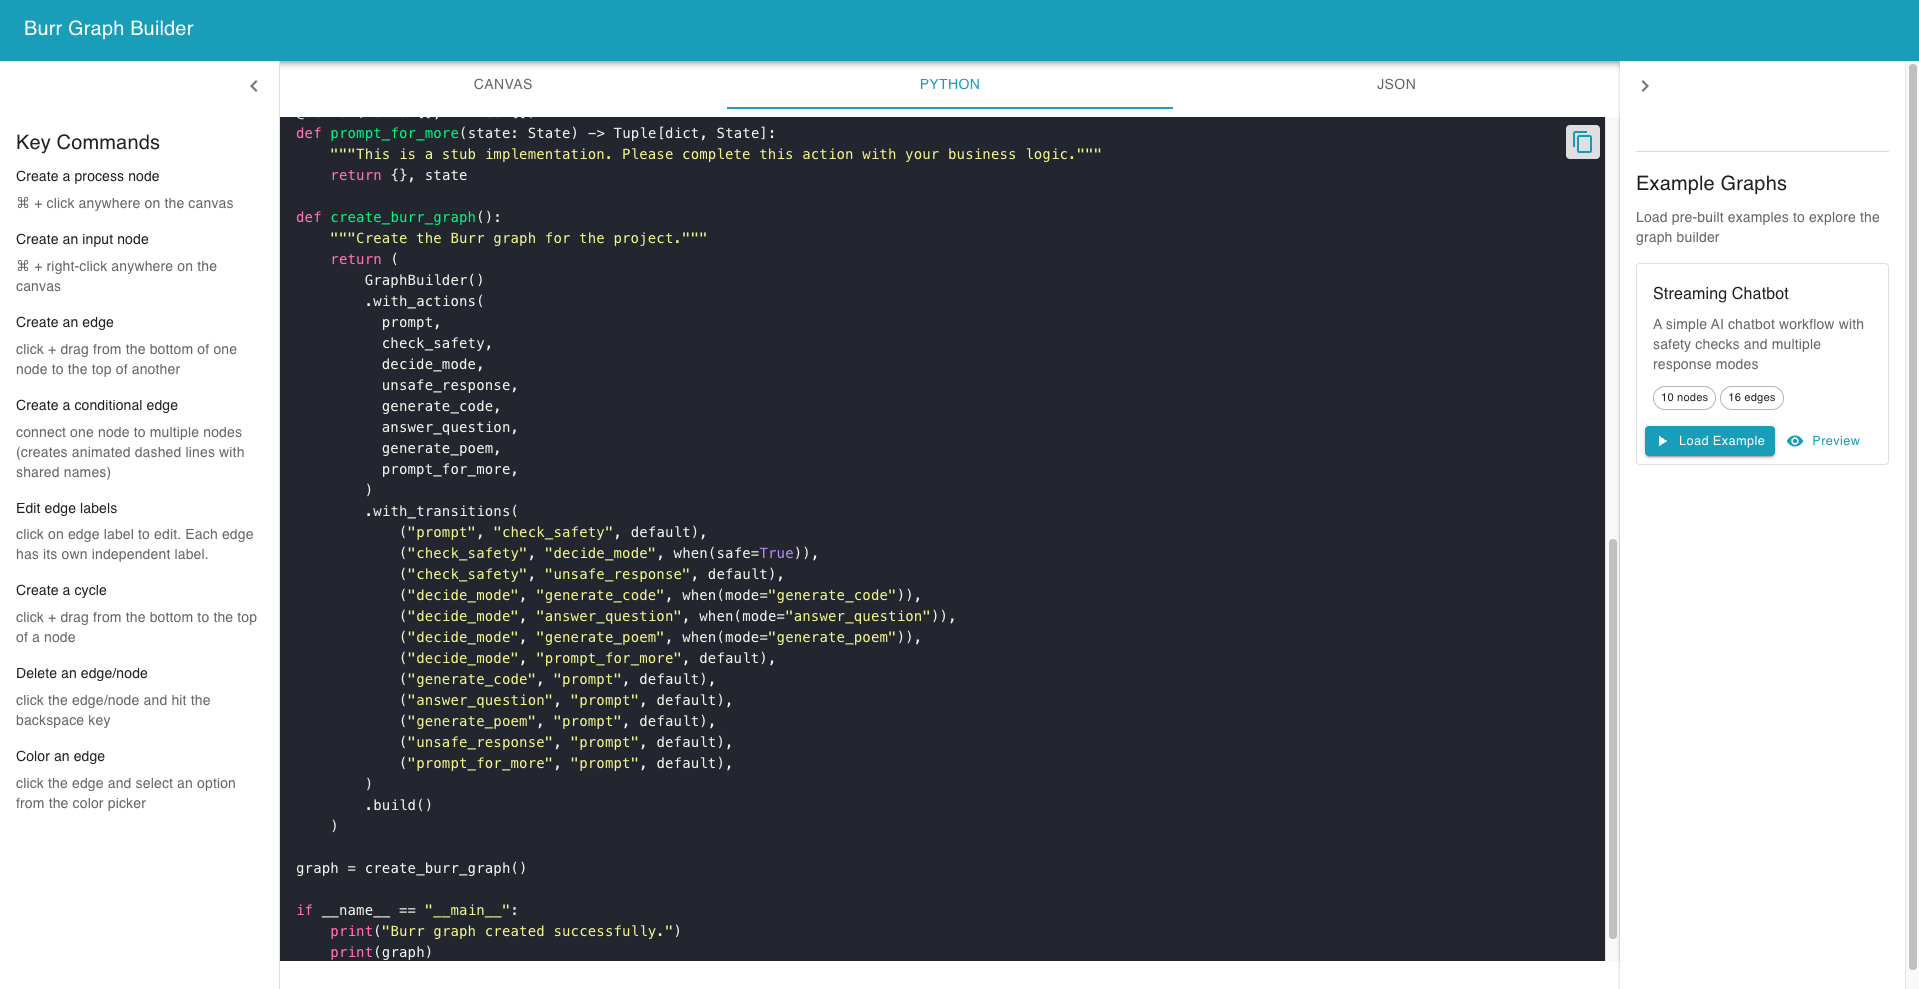 Burr Graph Builder
Key Commands
Create a process node
⌘ + click anywhere on the canvas
Create an input node
⌘ + right-click anywhere on the
canvas
Create an edge
click + drag from the bottom of one
node to the top of another
Create a conditional edge
connect one node to multiple nodes
(creates animated dashed lines with
shared names)
Edit edge labels
click on edge label to edit. Each edge
has its own independent label.
Create a cycle
click + drag from the bottom to the top
of a node
Delete an edge/node
click the edge/node and hit the
backspace key
Color an edge
click the edge and select an option
from the color picker
CANVAS
PYTHON
JSON
def prompt_for_more(state: State) -> Tuple[dict, State]:
    """This is a stub implementation. Please complete this action with your business logic."""
    return {}, state
def create_burr_graph():
    """Create the Burr graph for the project."""
    return (
        GraphBuilder()
        .with_actions(
          prompt,
          check_safety,
          decide_mode,
          unsafe_response,
          generate_code,
          answer_question,
          generate_poem,
          prompt_for_more,
        )
        .with_transitions(
            ("prompt", "check_safety", default),
            ("check_safety", "decide_mode", when(safe=True)),
            ("check_safety", "unsafe_response", default),
            ("decide_mode", "generate_code", when(mode="generate_code")),
            ("decide_mode", "answer_question", when(mode="answer_question")),
            ("decide_mode", "generate_poem", when(mode="generate_poem")),
            ("decide_mode", "prompt_for_more", default),
            ("generate_code", "prompt", default),
            ("answer_question", "prompt", default),
            ("generate_poem", "prompt", default),
            ("unsafe_response", "prompt", default),
            ("prompt_for_more", "prompt", default),
        )
        .build()
    )
graph = create_burr_graph()
if __name__ == "__main__":
    print("Burr graph created successfully.")
    print(graph)
Example Graphs
Load pre-built examples to explore the
graph builder
Streaming Chatbot
A simple AI chatbot workflow with
safety checks and multiple
response modes
10 nodes
16 edges
Load Example
Preview